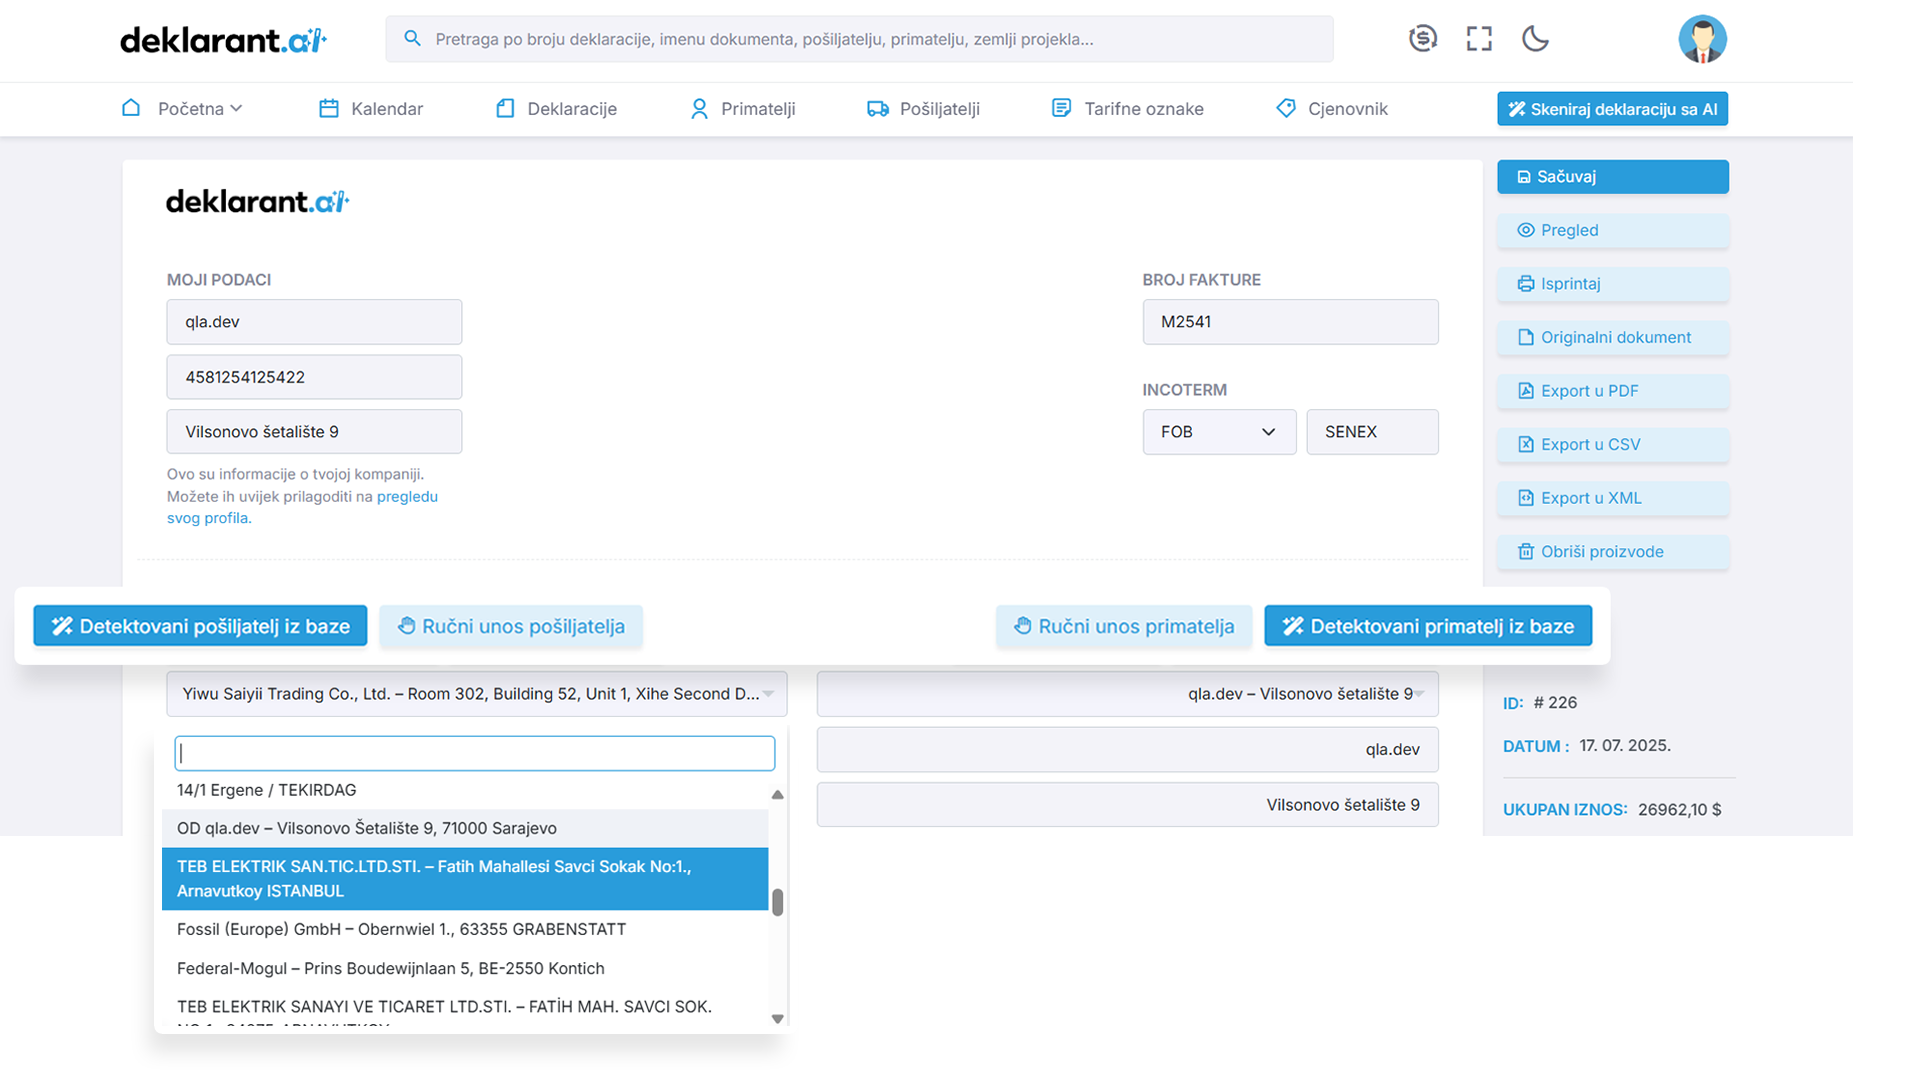 deklarant.ai
Pretraga po broju deklaracije, imenu dokumenta, pošiljatelju, primatelju, zemlji projekla...
Početna
Kalendar
Deklaracije
Primatelji
Pošiljatelji
Tarifne oznake
Cjenovnik
Skeniraj deklaraciju sa AI
deklarant.ai
MOJI PODACI
qla.dev
4581254125422
Vilsonovo šetalište 9
Ovo su informacije o tvojoj kompaniji.
Možete ih uvijek prilagoditi na pregledu
svog profila.
BROJ FAKTURE
M2541
INCOTERM
FOB
SENEX
Sačuvaj
Pregled
Isprintaj
Originalni dokument
Export u PDF
Export u CSV
Export u XML
Obriši proizvode
Detektovani pošiljatelj iz baze
Ručni unos pošiljatelja
Ručni unos primatelja
Detektovani primatelj iz baze
Yiwu Saiyii Trading Co., Ltd. – Room 302, Building 52, Unit 1, Xihe Second D...
14/1 Ergene / TEKIRDAG
OD qla.dev – Vilsonovo Šetalište 9, 71000 Sarajevo
TEB ELEKTRIK SAN.TIC.LTD.STI. – Fatih Mahallesi Savci Sokak No:1.,
Arnavutkoy ISTANBUL
Fossil (Europe) GmbH – Obernwiel 1., 63355 GRABENSTATT
Federal-Mogul – Prins Boudewijnlaan 5, BE-2550 Kontich
TEB ELEKTRIK SANAYI VE TICARET LTD.STI. – FATİH MAH. SAVCI SOK.
qla.dev – Vilsonovo šetalište 9
qla.dev
Vilsonovo šetalište 9
ID: # 226
DATUM : 17. 07. 2025.
UKUPAN IZNOS: 26962,10 $